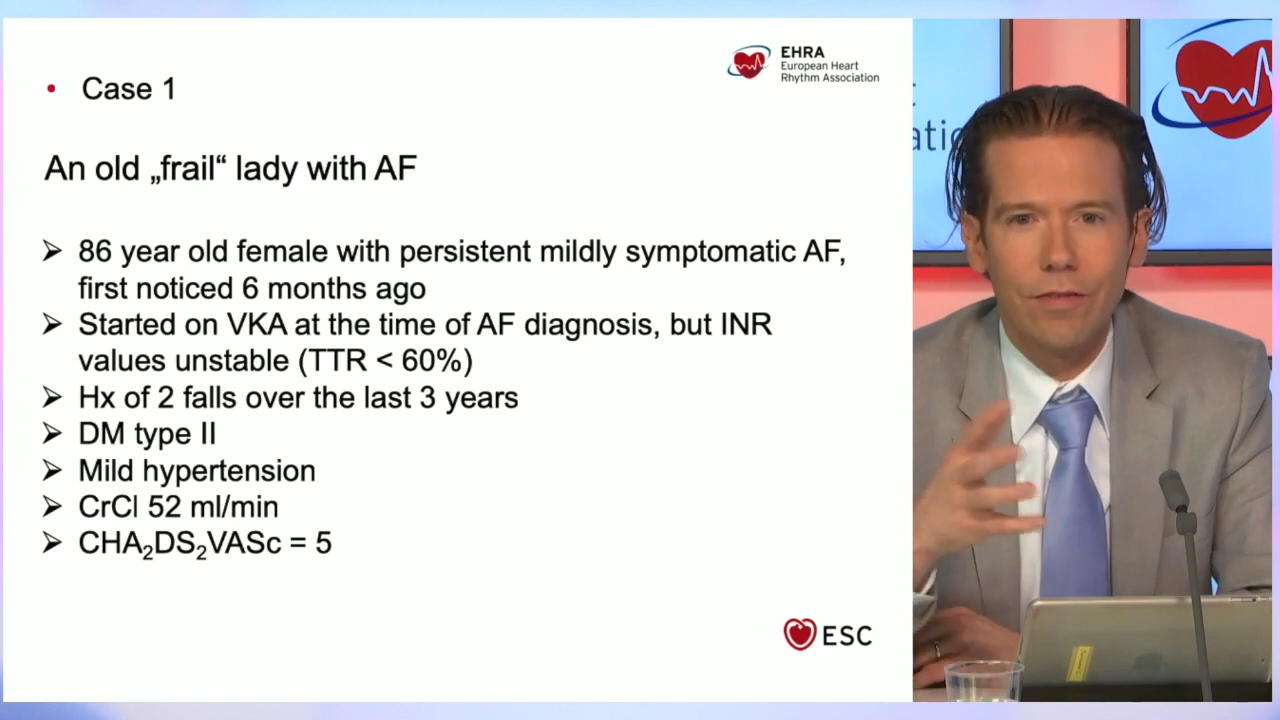 • Case 1
EHRA
European Heart
Rhythm Association
An old „frail“ lady with AF
➢ 86 year old female with persistent mildly symptomatic AF,
first noticed 6 months ago
➢ Started on VKA at the time of AF diagnosis, but INR
values unstable (TTR < 60%)
➢ Hx of 2 falls over the last 3 years
➢ DM type II
➢ Mild hypertension
➢ CrCl 52 ml/min
➢ CHA₂DS₂VASc = 5
ESC